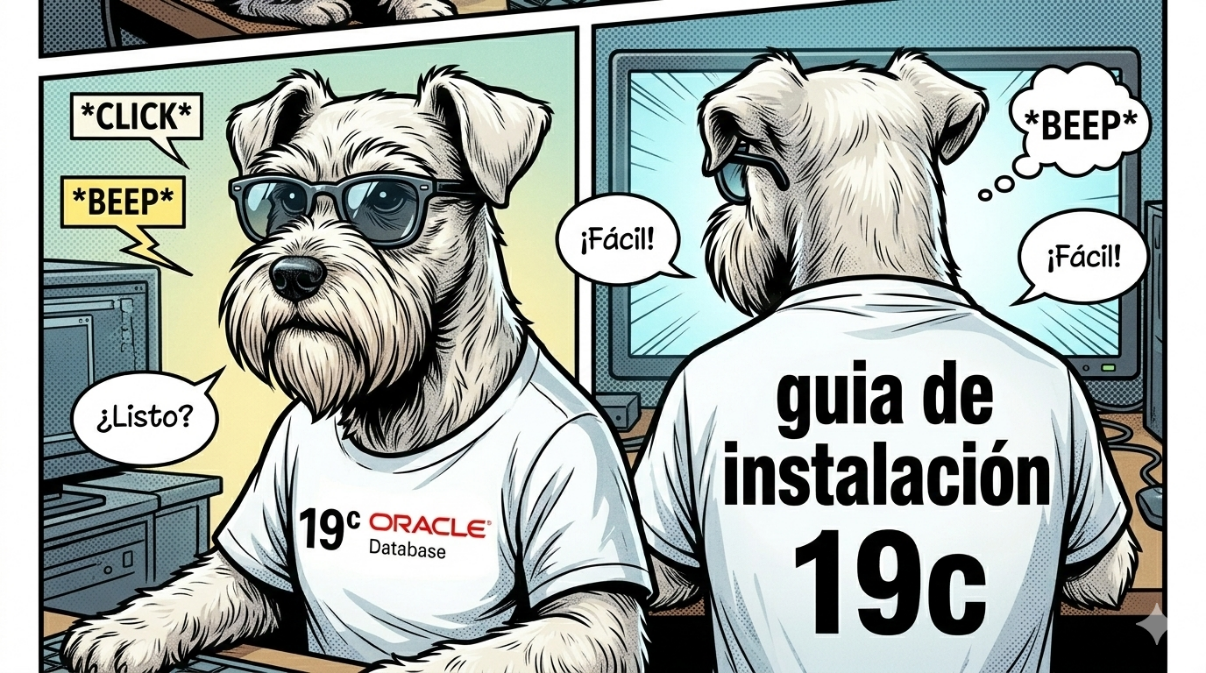 *CLICK*
*BEEP*
¿Listo?
19c ORACLE®
Database
¡Fácil!
*BEEP*
¡Fácil!
guia de
instalación
19c